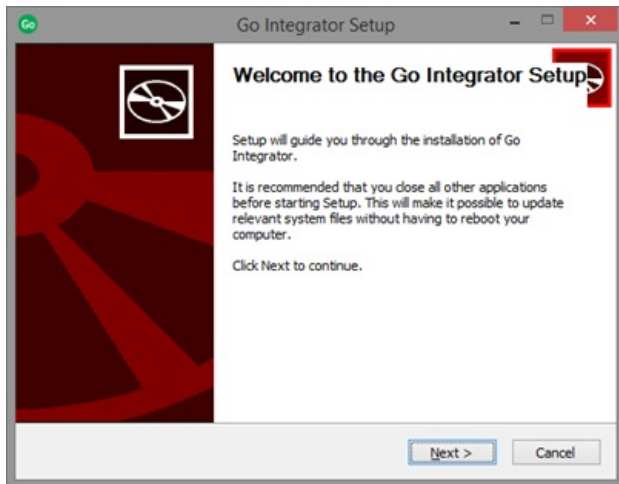 Go
Go Integrator Setup
Welcome to the Go Integrator Setup
Setup will guide you through the installation of Go
Integrator.
It is recommended that you close all other applications
before starting Setup. This will make it possible to update
relevant system files without having to reboot your
computer.
Click Next to continue.
Next >
Cancel